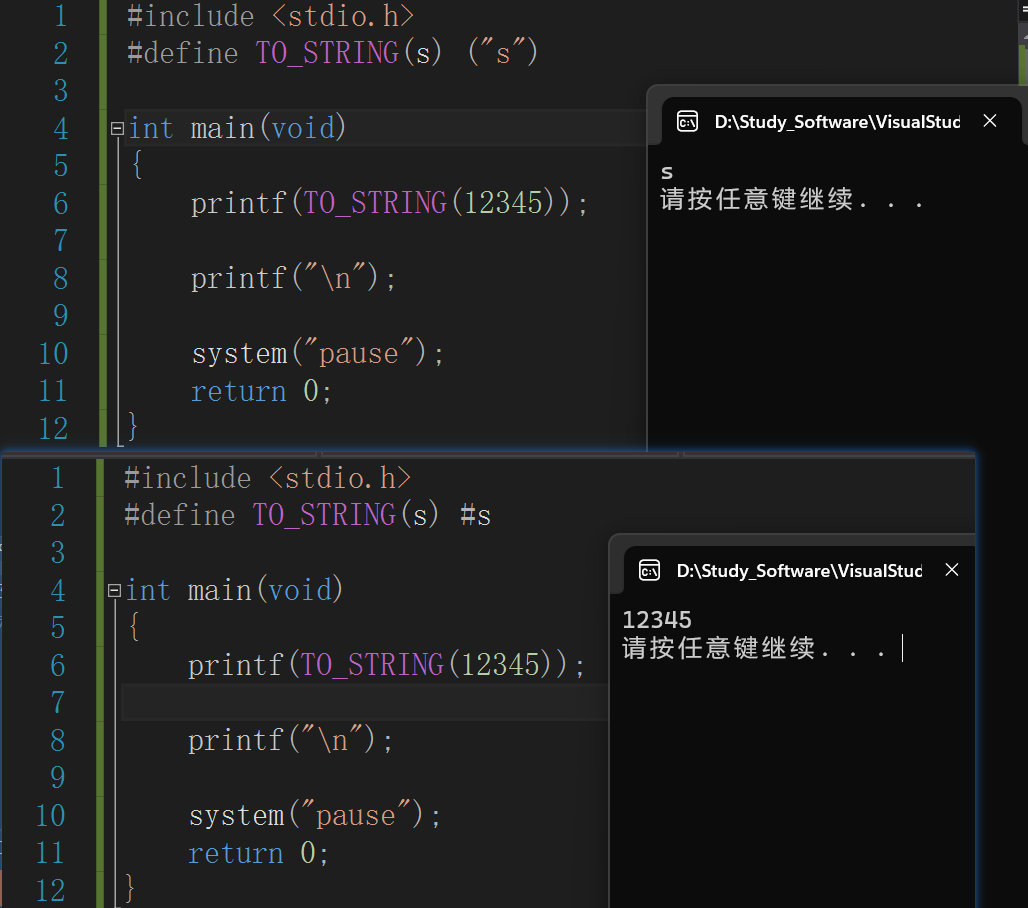 1 #include <stdio.h>
2 #define TO_STRING(s) ("s")
3
4 int main(void)
5 {
6 printf(TO_STRING(12345));
7
8 printf("\n");
9
10 system("pause");
11 return 0;
12 }
D:\Study_Software\VisualStud
s
请按任意键继续. . .
1 #include <stdio.h>
2 #define TO_STRING(s) #s
3
4 int main(void)
5 {
6 printf(TO_STRING(12345));
7
8 printf("\n");
9
10 system("pause");
11 return 0;
12 }
D:\Study_Software\VisualStud
12345
请按任意键继续. . .